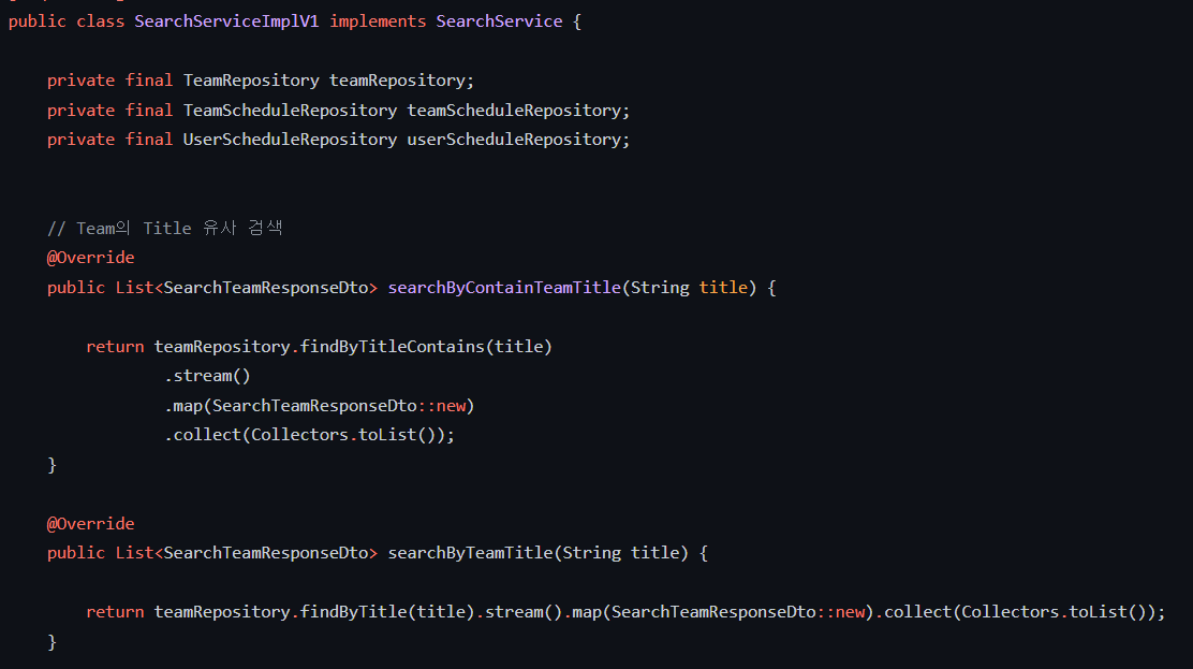 public class SearchServiceImplV1 implements SearchService {
private final TeamRepository teamRepository;
private final TeamScheduleRepository teamScheduleRepository;
private final UserScheduleRepository userScheduleRepository;
// Team의 Title 유사 검색
@Override
public List<SearchTeamResponseDto> searchByContainTeamTitle(String title) {
return teamRepository.findByTitleContains(title)
.stream()
.map(SearchTeamResponseDto::new)
.collect(Collectors.toList());
}
@Override
public List<SearchTeamResponseDto> searchByTeamTitle(String title) {
return teamRepository.findByTitle(title).stream().map(SearchTeamResponseDto::new).collect(Collectors.toList());
}